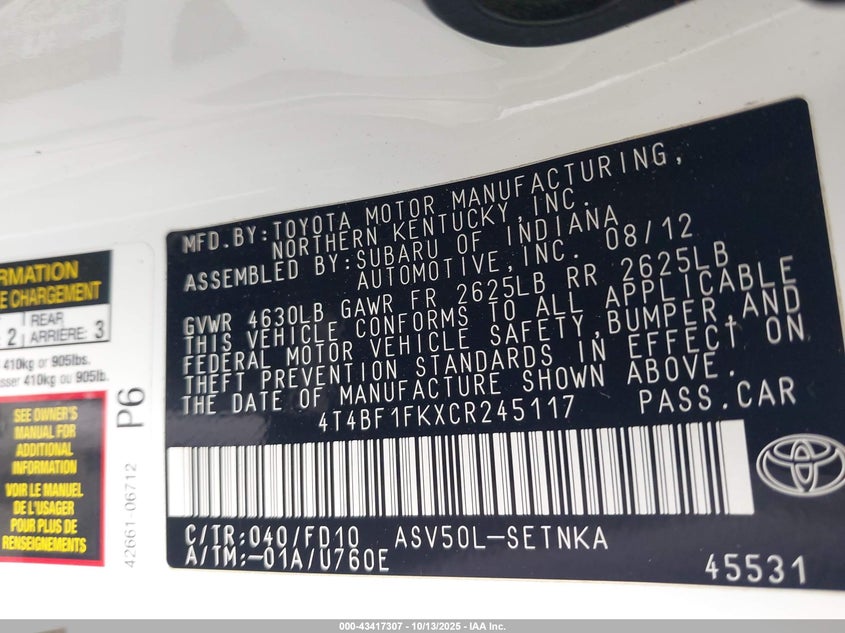 MFD.BY:TOYOTA MOTOR MANUFACTURING,
NORTHERN KENTUCKY,INC.
ASSEMBLED BY:SUBARU OF INDIANA
AUTOMOTIVE,INC. 08/12
GVWR 4630LB GAWR FR 2625LB RR 2625LB
THIS VEHICLE CONFORMS TO ALL APPLICABLE
FEDERAL MOTOR VEHICLE SAFETY,BUMPER,AND
THEFT PREVENTION STANDARDS IN EFFECT ON
THE DATE OF MANUFACTURE SHOWN ABOVE.
4T4BF1FKXCR245117 PASS.CAR
C/TR:040/FD10 ASV50L-SETNKA
A/TM:-01A/U760E
45531
RMATION
E CHARGEMENT
2 REAR
ARRIÈRE: 3
410kg or 905lbs.
sser 410kg ou 905lb.
SEE OWNER'S
MANUAL FOR
ADDITIONAL
INFORMATION
VOIR LE MANUEL
DE L'USAGER
POUR PLUS DE
RENSEIGNEMENTS
P6
42661-06712
000-43417307 - 10/13/2025 - IAA Inc.